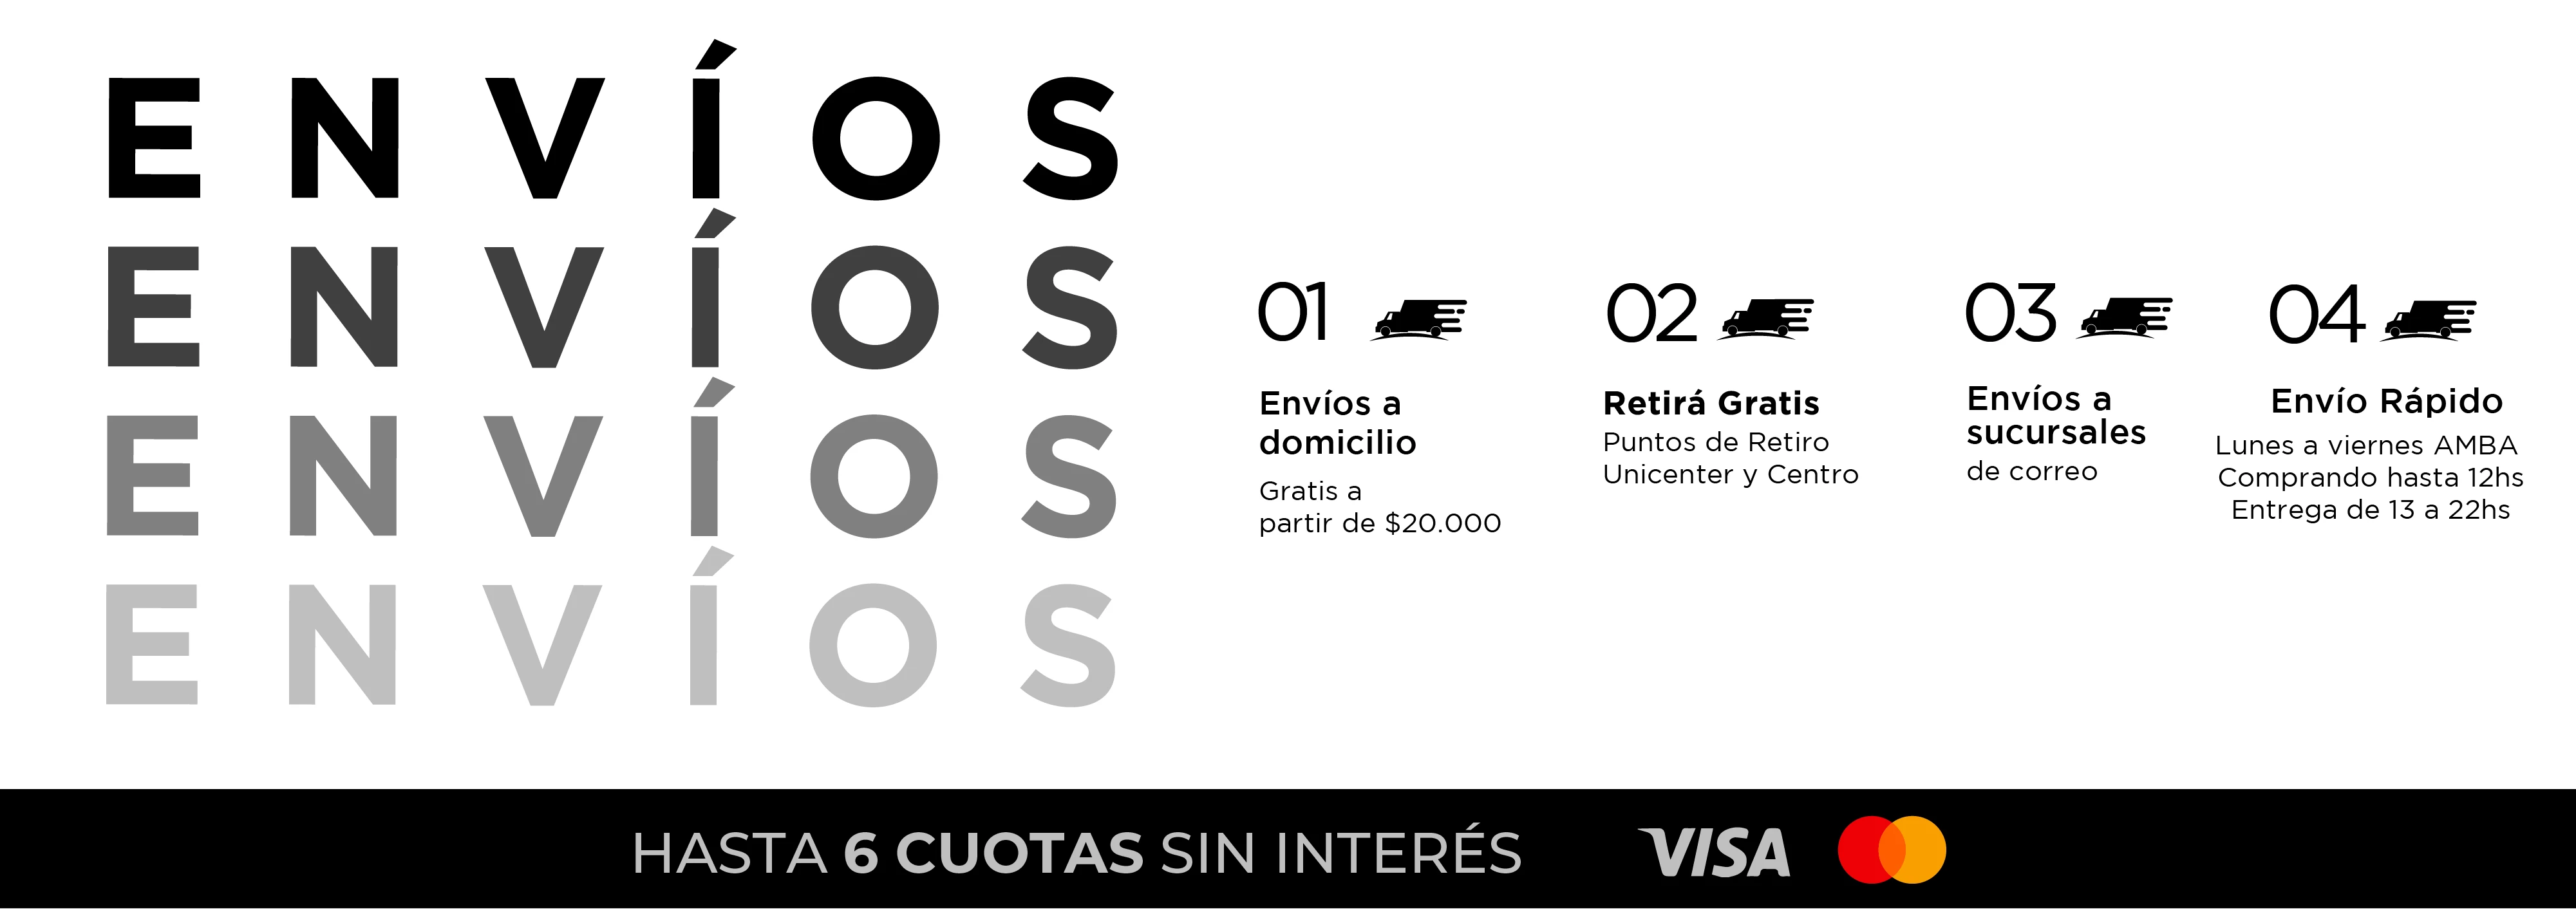 ENVÍOS
ENVÍOS
ENVÍOS
ENVÍOS
01
Envíos a
domicilio
Gratis a
partir de $20.000
02
Retirá Gratis
Puntos de Retiro
Unicenter y Centro
03
Envíos a
sucursales
de correo
04
Envío Rápido
Lunes a viernes AMBA
Comprando hasta 12hs
Entrega de 13 a 22hs
HASTA 6 CUOTAS SIN INTERÉS
VISA